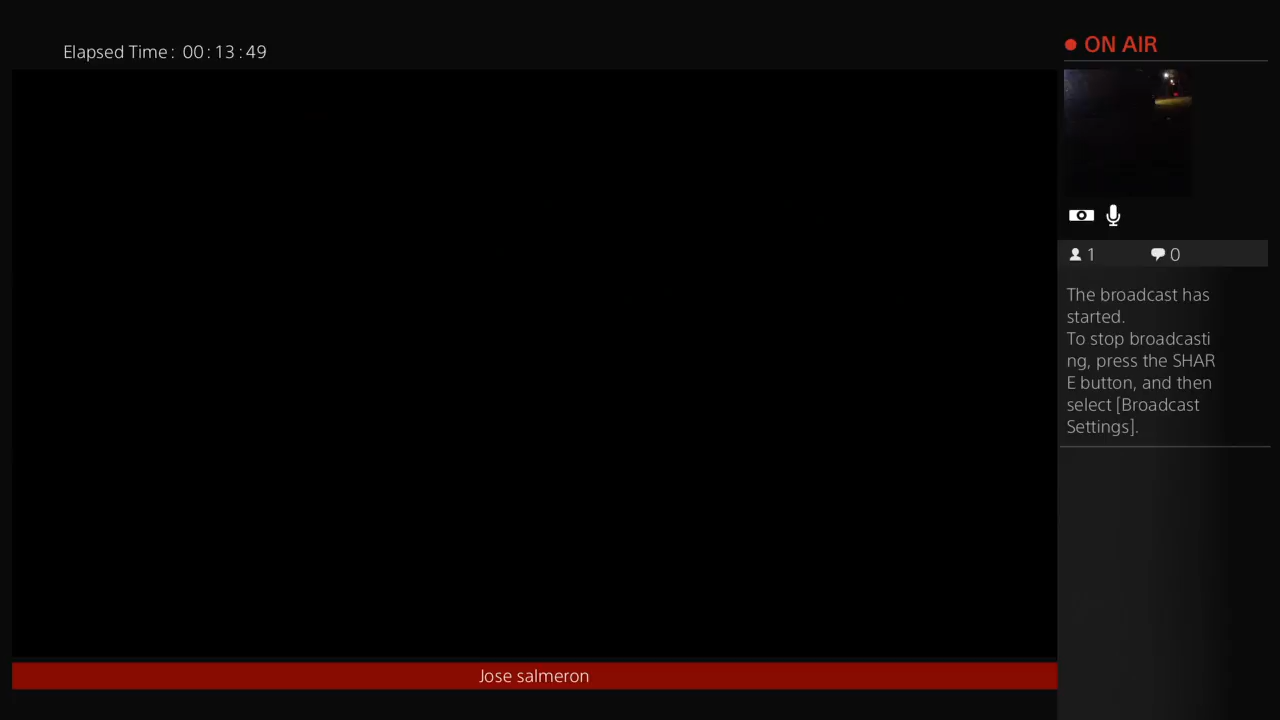 Elapsed Time: 00:13:49
ON AIR
1 0
The broadcast has
started.
To stop broadcasti
ng, press the SHAR
E button, and then
select [Broadcast
Settings].
Jose salmeron